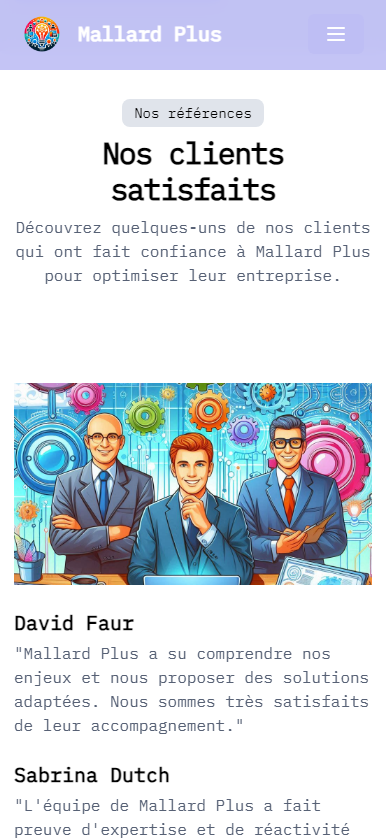 Mallard Plus
Nos références
Nos clients
satisfaits
Découvrez quelques-uns de nos clients
qui ont fait confiance à Mallard Plus
pour optimiser leur entreprise.
David Faur
"Mallard Plus a su comprendre nos
enjeux et nous proposer des solutions
adaptées. Nous sommes très satisfaits
de leur accompagnement."
Sabrina Dutch
"L'équipe de Mallard Plus a fait
preuve d'expertise et de réactivité